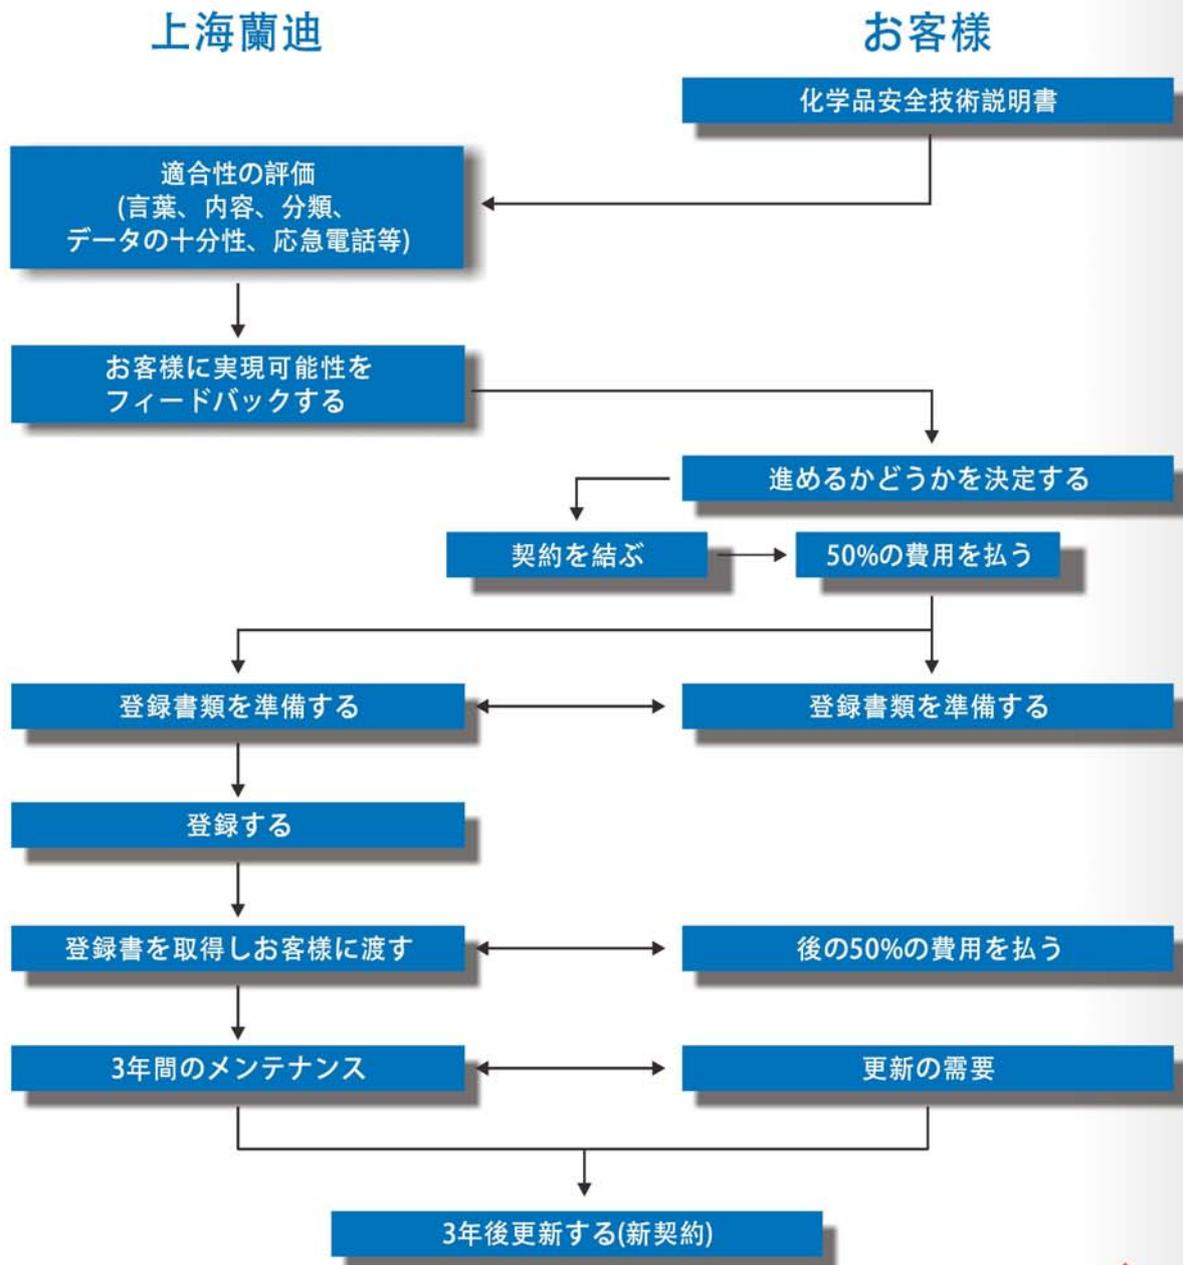 上海蘭迪
お客様
化学品安全技術説明書
適合性の評価
(言葉、内容、分類、
データの十分性、応急電話等)
お客様に実現可能性を
フィードバックする
進めるかどうかを決定する
契約を結ぶ
50%の費用を払う
登録書類を準備する
登録書類を準備する
登録する
登録書を取得しお客様に渡す
後の50%の費用を払う
3年間のメンテナンス
更新の需要
3年後更新する(新契約)